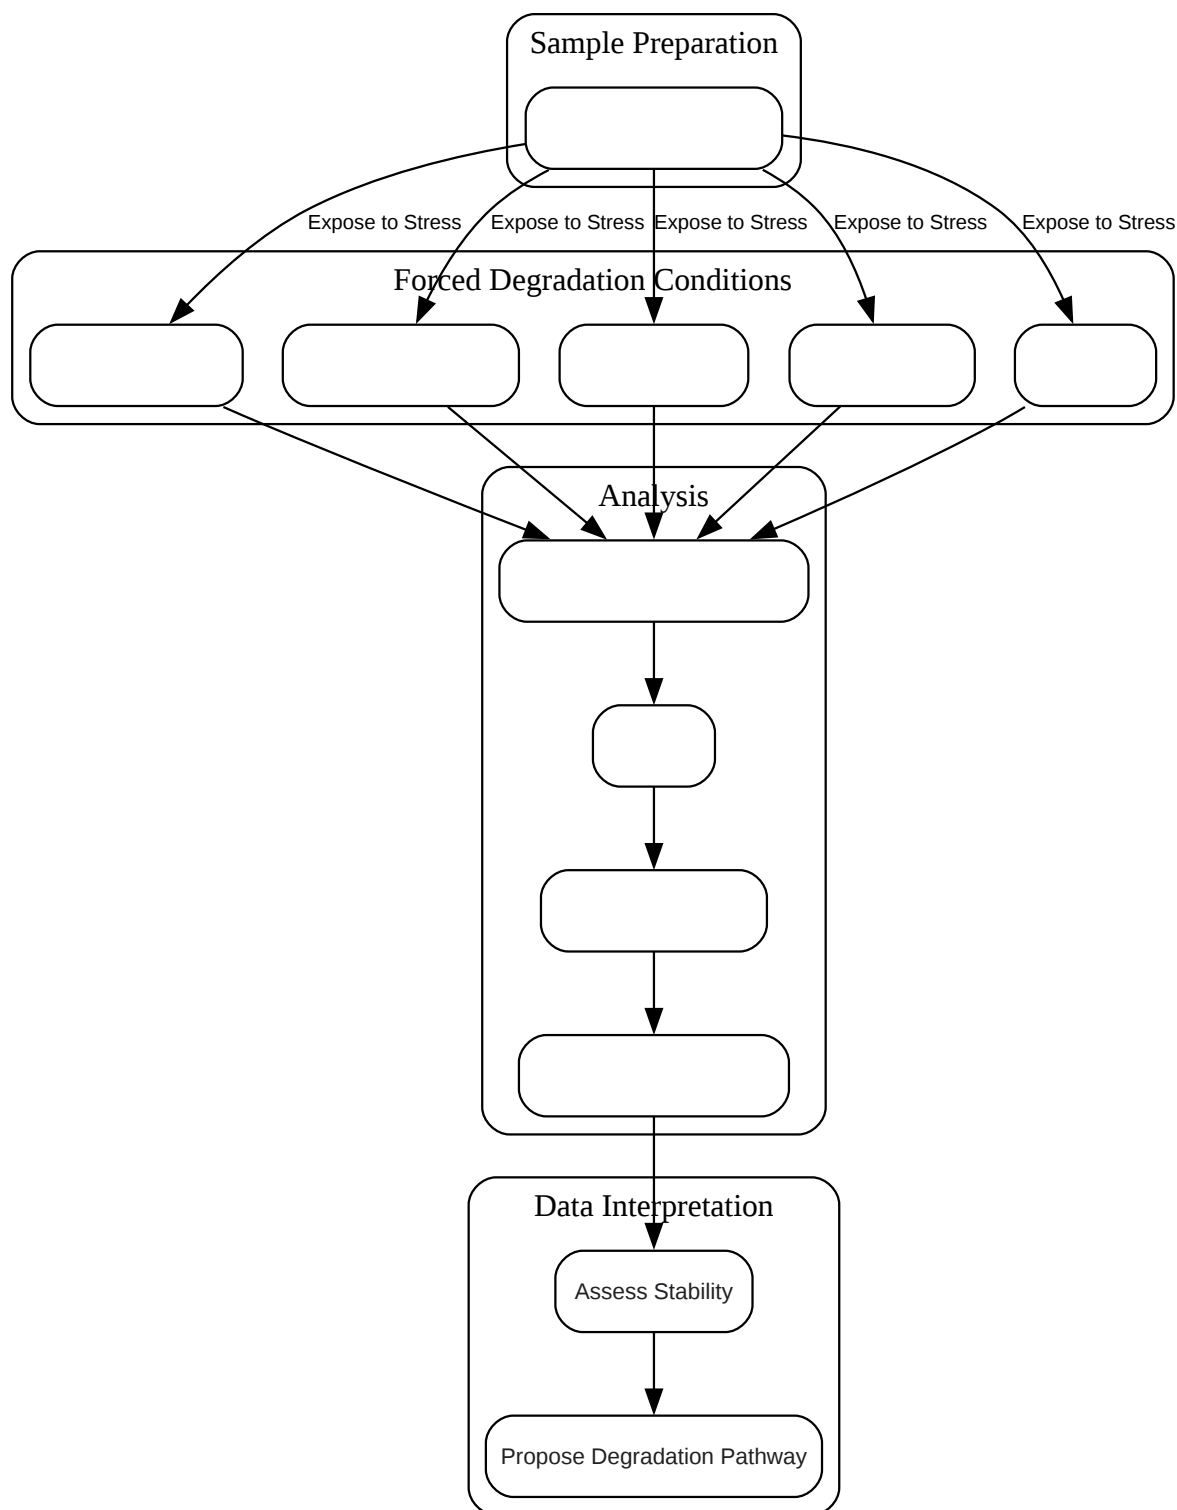 Sample Preparation
Expose to Stress
Expose to Stress
Expose to Stress
Expose to Stress
Expose to Stress
Forced Degradation Conditions
Analysis
Data Interpretation
Assess Stability
Propose Degradation Pathway